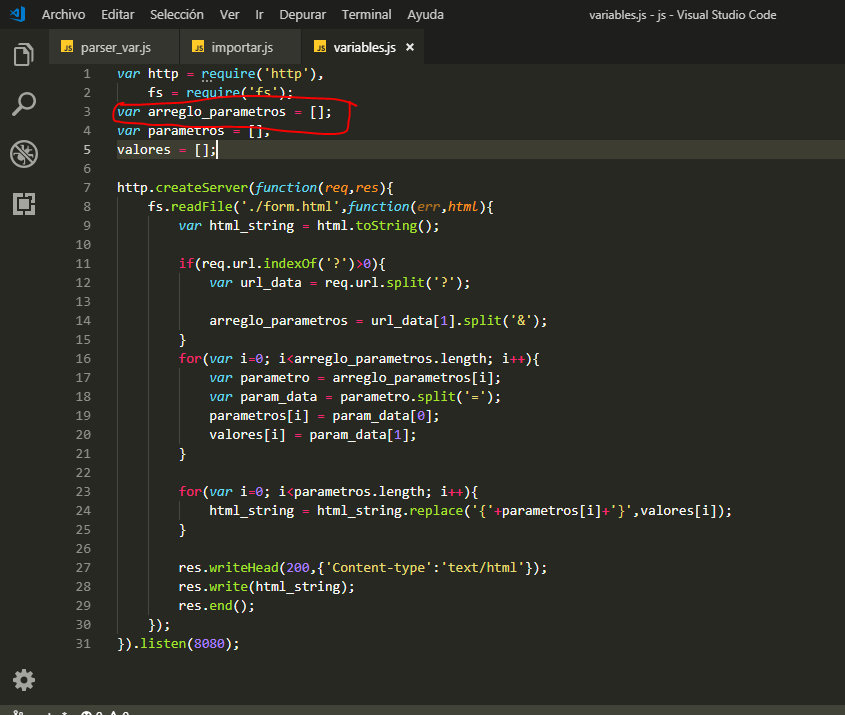 Archivo Editar Selección Ver Ir Depurar Terminal Ayuda variables.js - js - Visual Studio Code
JS parser_var.js JS importar.js JS variables.js ×
1 var http = require('http'),
2 fs = require('fs');
3 var arreglo_parametros = [];
4 var parametros = [],
5 valores = [];
6
7 http.createServer(function(req,res){
8 fs.readFile('./form.html',function(err,html){
9 var html_string = html.toString();
10
11 if(req.url.indexOf('?')>0){
12 var url_data = req.url.split('?');
13
14 arreglo_parametros = url_data[1].split('&');
15 }
16 for(var i=0; i<arreglo_parametros.length; i++){
17 var parametro = arreglo_parametros[i];
18 var param_data = parametro.split('=');
19 parametros[i] = param_data[0];
20 valores[i] = param_data[1];
21 }
22
23 for(var i=0; i<parametros.length; i++){
24 html_string = html_string.replace('{'+parametros[i]+'}',valores[i]);
25 }
26
27 res.writeHead(200,{'Content-type':'text/html'});
28 res.write(html_string);
29 res.end();
30 });
31 }).listen(8080);